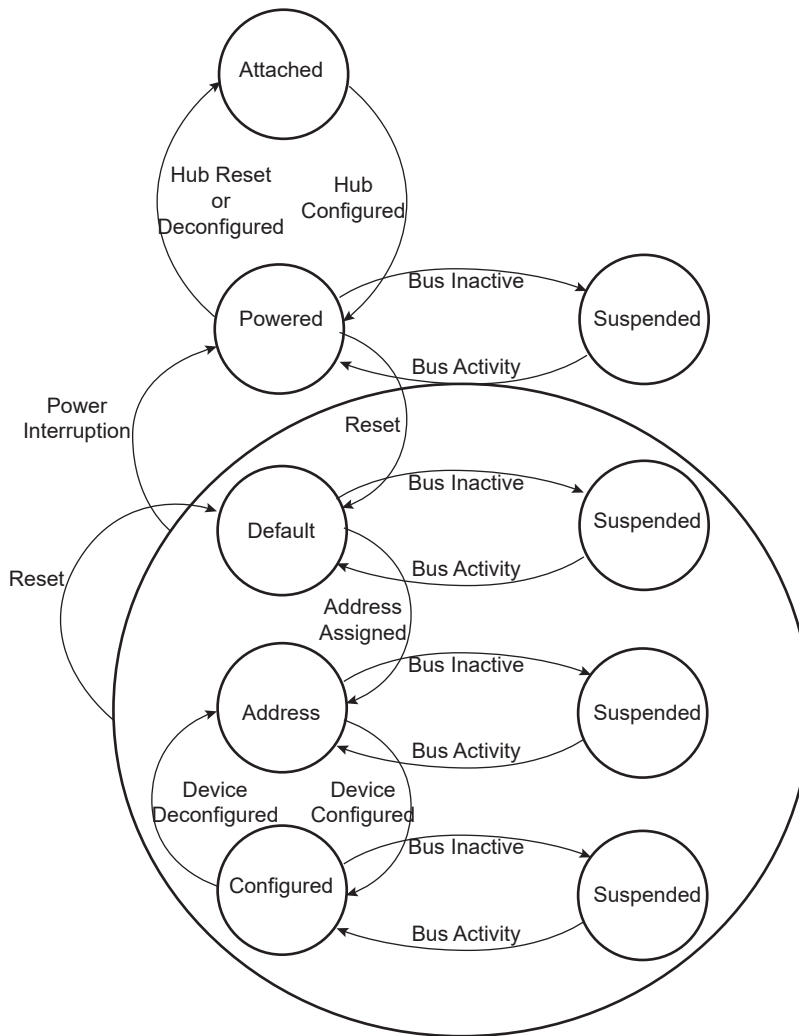 Attached
Hub Reset
or
Deconfigured
Hub
Configured
Powered
Bus Inactive
Suspended
Bus Activity
Power
Interruption
Reset
Default
Bus Inactive
Suspended
Bus Activity
Reset
Address
Assigned
Address
Bus Inactive
Suspended
Bus Activity
Device
Deconfigured
Device
Configured
Configured
Bus Inactive
Suspended
Bus Activity